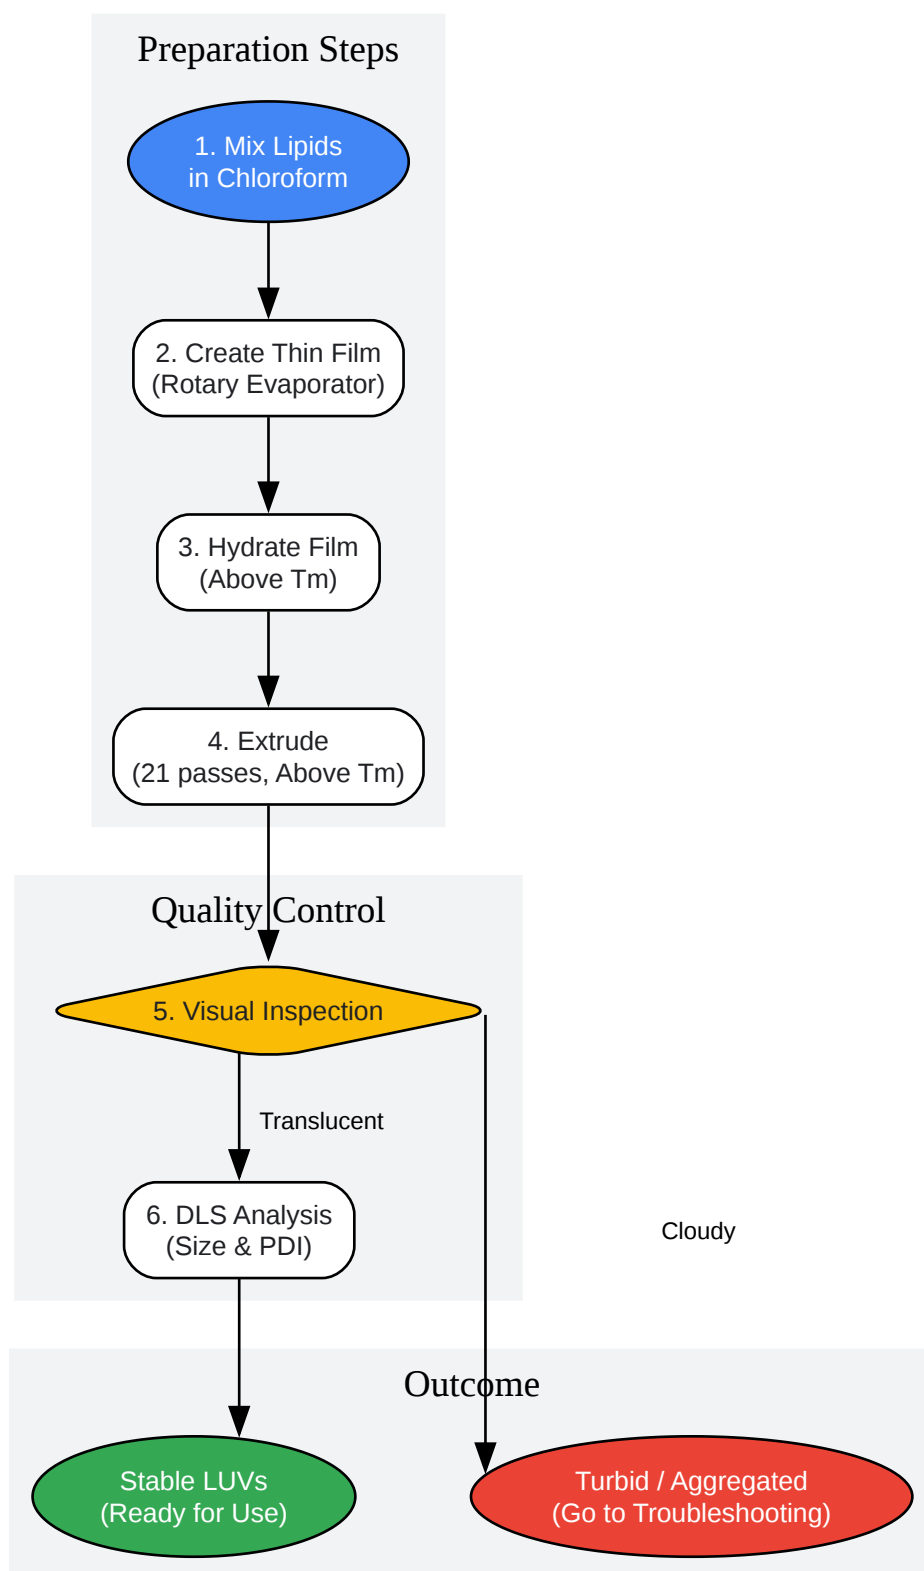 Preparation Steps
1. Mix Lipids
in Chloroform
2. Create Thin Film
(Rotary Evaporator)
3. Hydrate Film
(Above Tm)
4. Extrude
(21 passes, Above Tm)
Quality Control
5. Visual Inspection
Translucent
6. DLS Analysis
(Size & PDI)
Cloudy
Outcome
Stable LUVs
(Ready for Use)
Turbid / Aggregated
(Go to Troubleshooting)